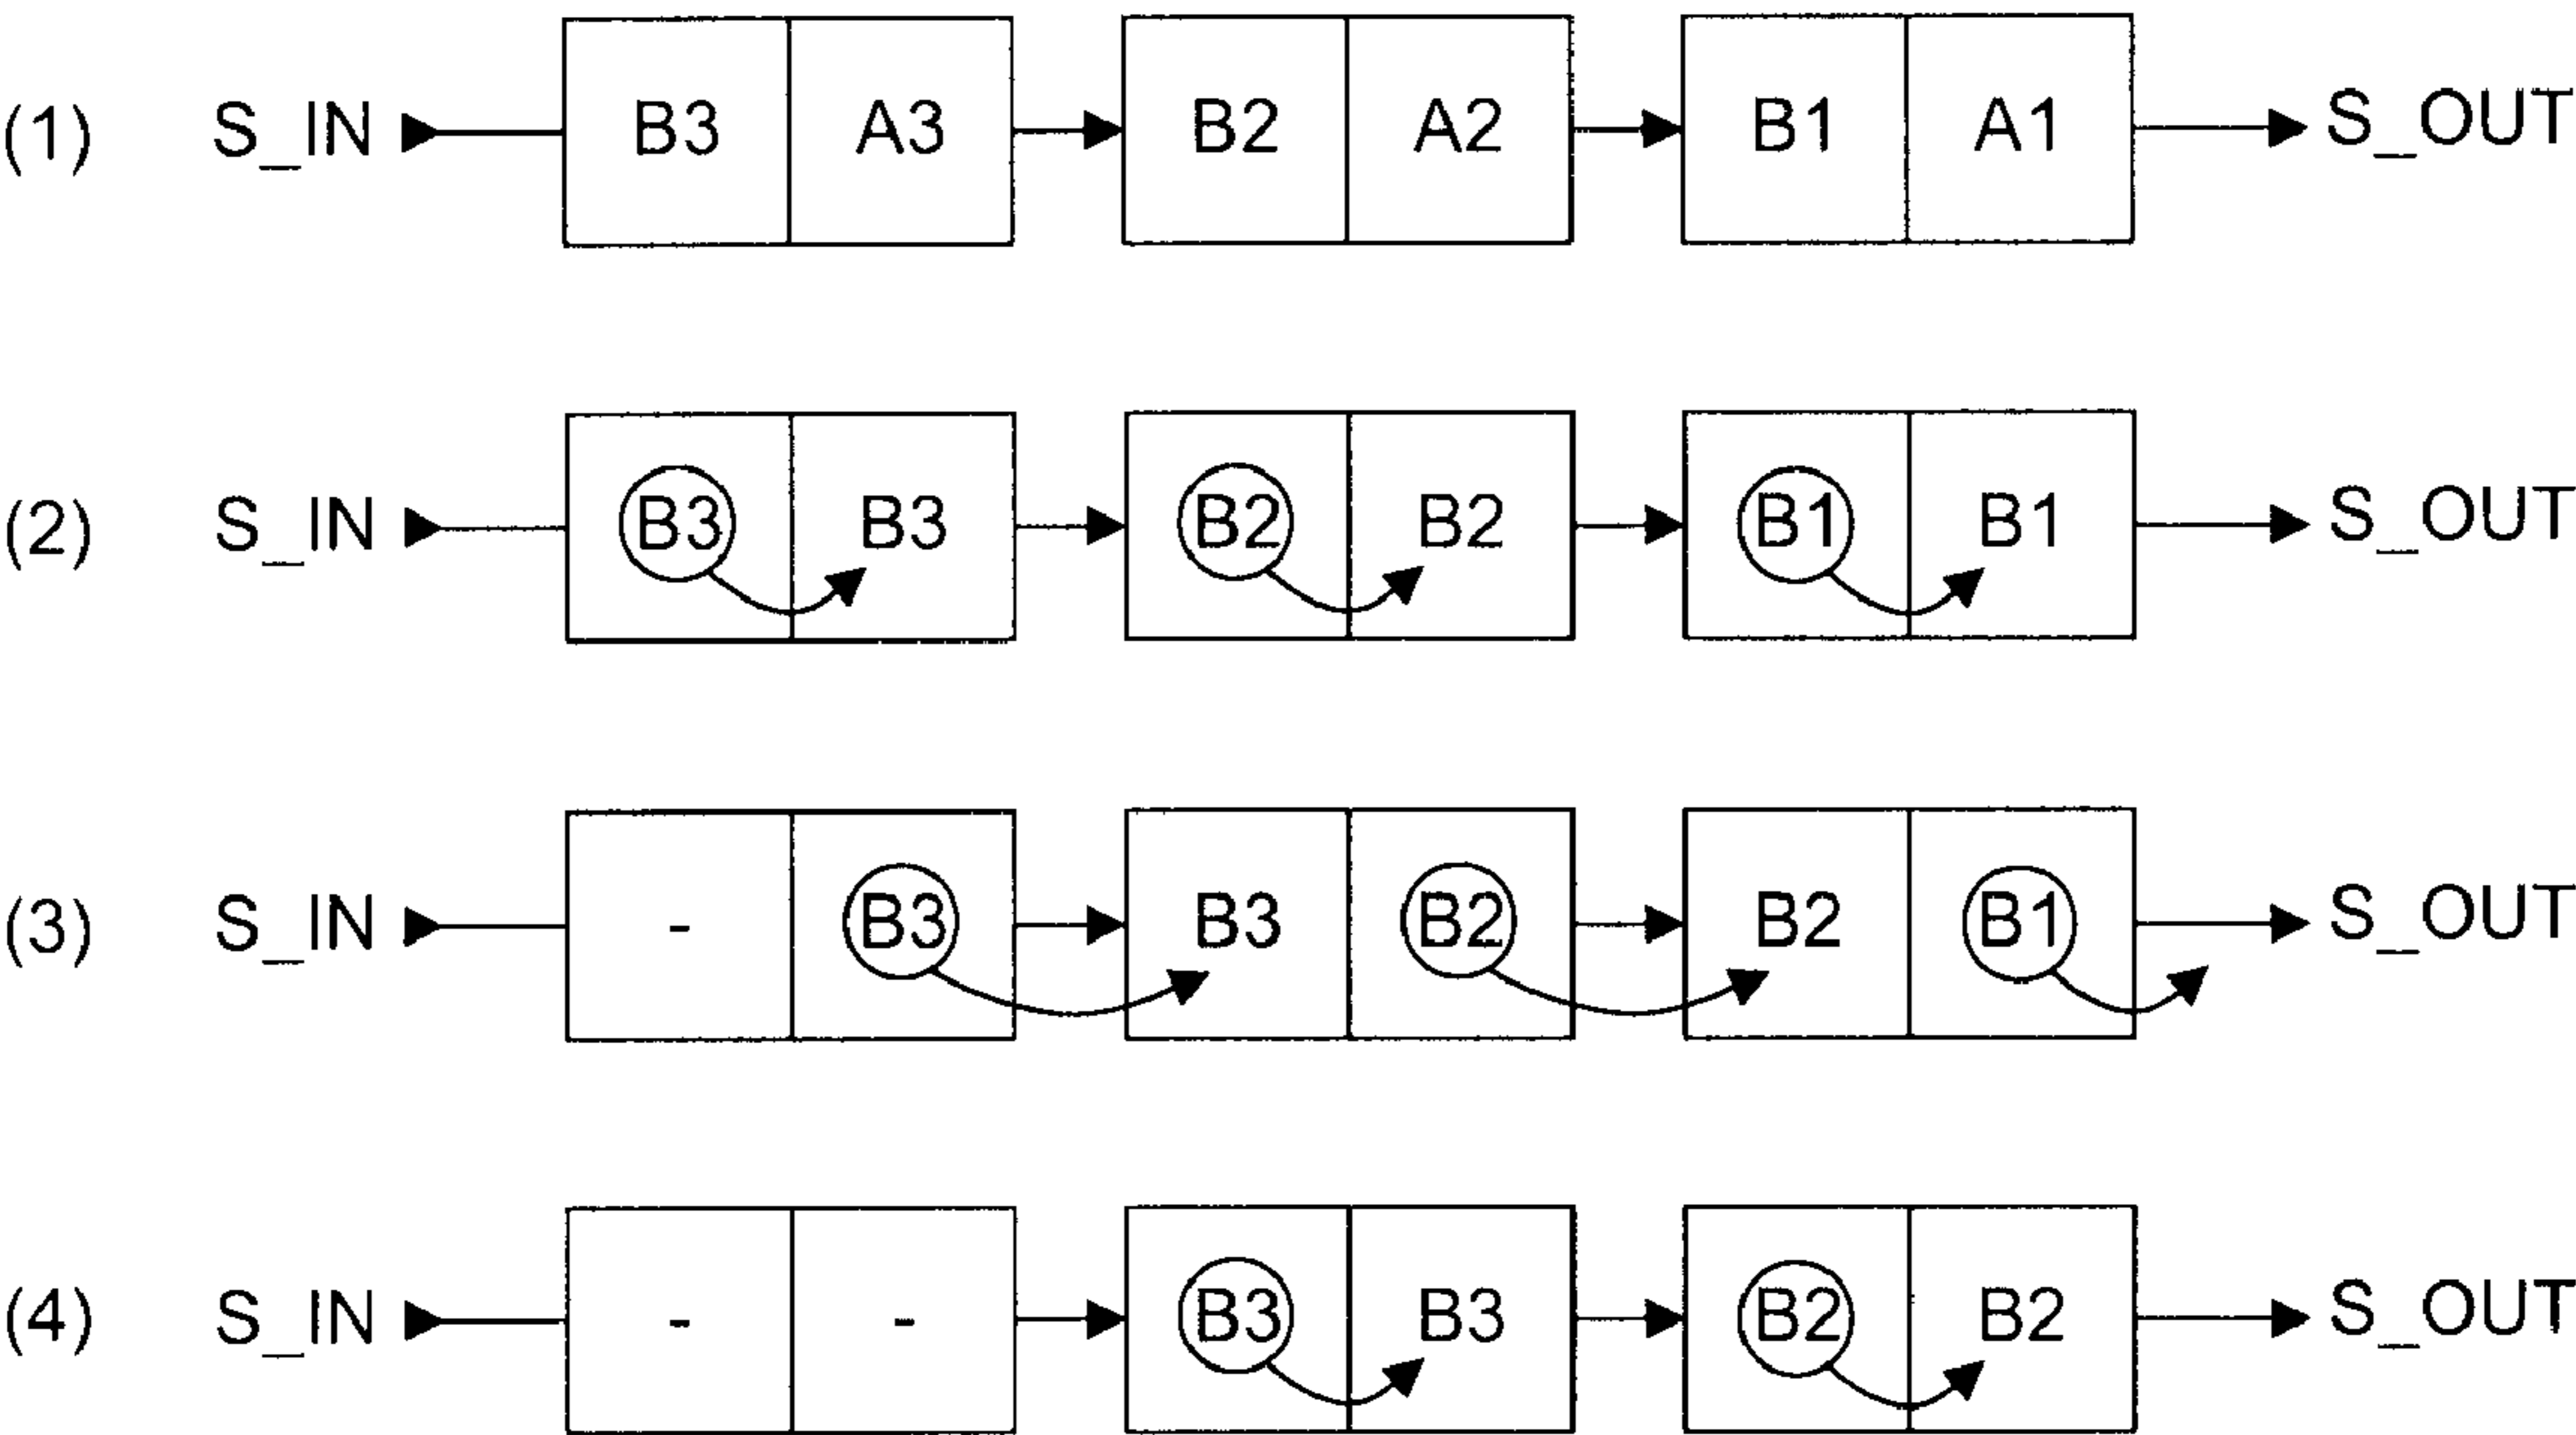 (1) S_IN B3 A3 B2 A2 B1 A1 S_OUT
(2) S_IN B3 B3 B2 B2 B1 B1 S_OUT
(3) S_IN - B3 B3 B2 B2 B1 S_OUT
(4) S_IN - - B3 B3 B2 B2 S_OUT